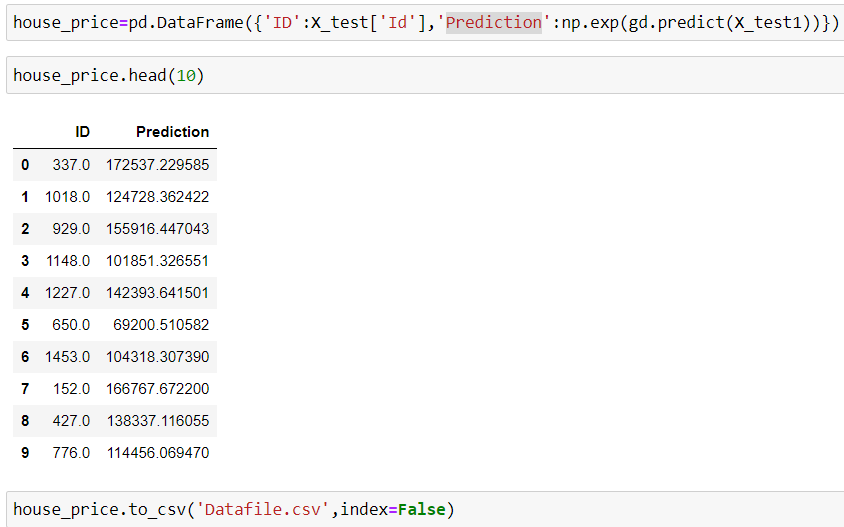 house_price=pd.DataFrame({'ID':X_test['Id'],'Prediction':np.exp(gd.predict(X_test1))})
house_price.head(10)
ID Prediction
0 337.0 172537.229585
1 1018.0 124728.362422
2 929.0 155916.447043
3 1148.0 101851.326551
4 1227.0 142393.641501
5 650.0 69200.510582
6 1453.0 104318.307390
7 152.0 166767.672200
8 427.0 138337.116055
9 776.0 114456.069470
house_price.to_csv('Datafile.csv',index=False)